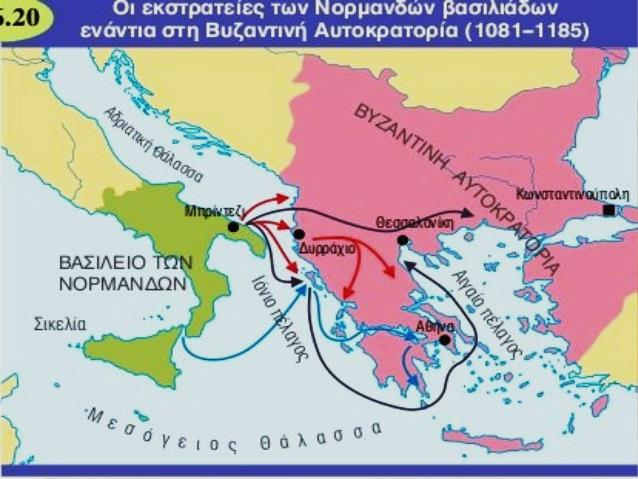 6.20
Οι εκστρατείες των Νορμανδών βασιλιάδων
ενάντια στη Βυζαντινή Αυτοκρατορία (1081–1185)
Αδριατική θάλασσα
ΒΥΖΑΝΤΙΝΗ ΑΥΤΟΚΡΑΤΟΡΙΑ
Κωνσταντινούπολη
Μπρίντεζι
Θεσσαλονίκη
Δυρράχιο
ΒΑΣΙΛΕΙΟ ΤΩΝ
ΝΟΡΜΑΝΔΩΝ
Ιόνιο πέλαγος
Αιγαίο πέλαγος
Σικελία
Αθήνα
Μεσόγειος θάλασσα